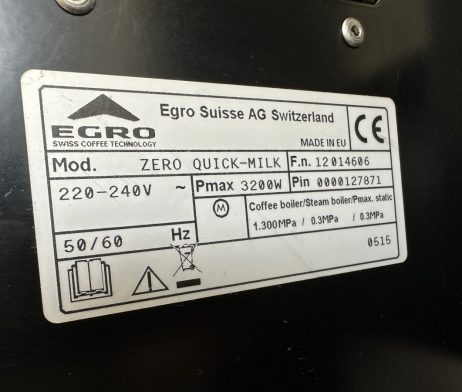 Egro Suisse AG Switzerland
EGRO
SWISS COFFEE TECHNOLOGY
MADE IN EU
CE
Mod. ZERO QUICK-MILK F.n. 12014606
220-240V ~ Pmax 3200W Pin 0000127871
M Coffee boiler/Steam boiler/Pmax. static
1.300MPa / 0.3MPa / 0.3MPa
50/60 Hz
0515